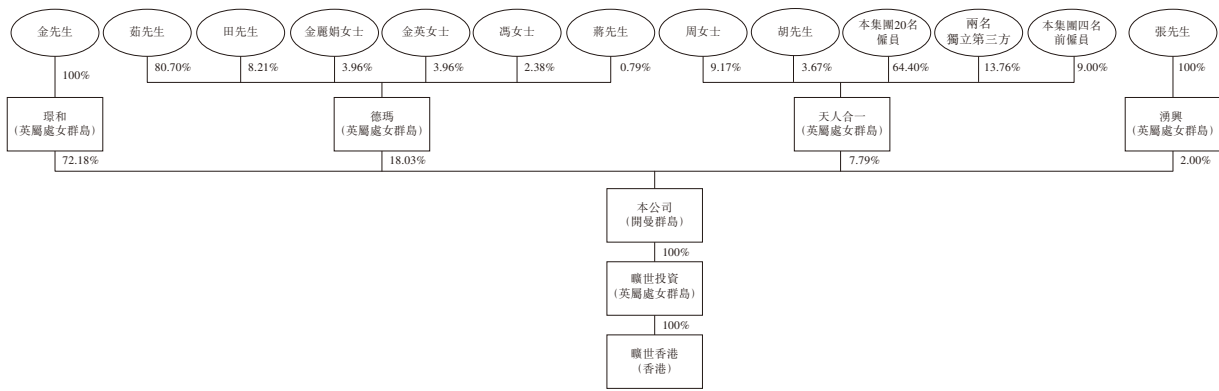 金先生
茹先生
田先生
金麗娟女士
金英女士
馮女士
蔣先生
周女士
胡先生
本集團20名
僱員
兩名
獨立第三方
本集團四名
前僱員
張先生
100%
80.70%
8.21%
3.96%
3.96%
2.38%
0.79%
9.17%
3.67%
64.40%
13.76%
9.00%
100%
璟和
(英屬處女群島)
德瑪
(英屬處女群島)
天人合一
(英屬處女群島)
湧興
(英屬處女群島)
72.18%
18.03%
7.79%
2.00%
本公司
(開曼群島)
100%
曠世投資
(英屬處女群島)
100%
曠世香港
(香港)